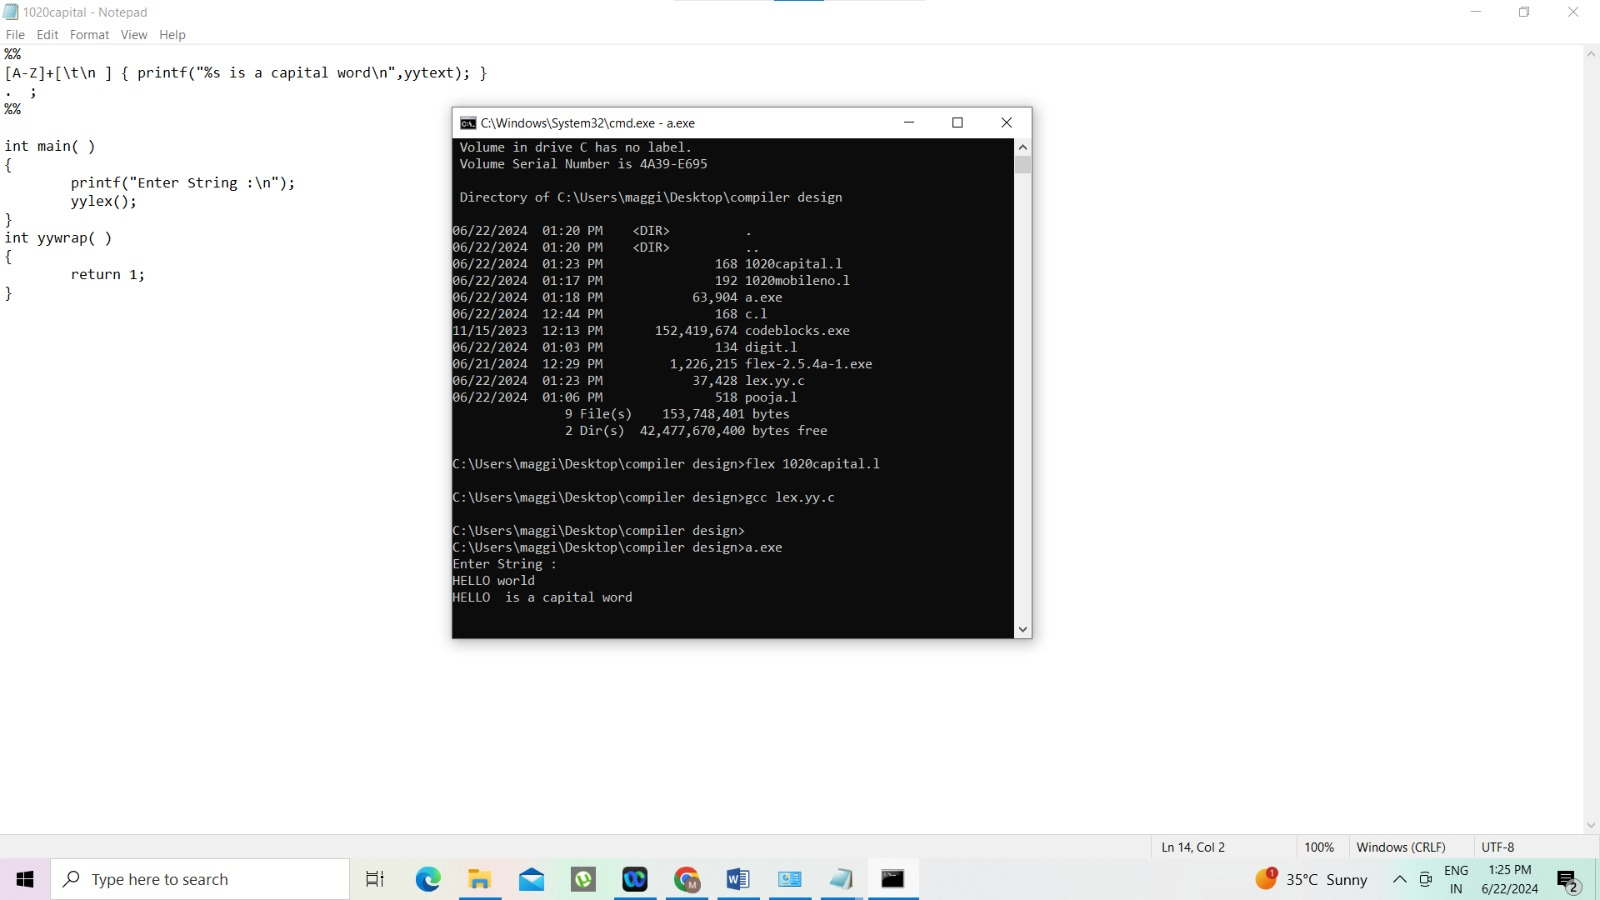 1020capital - Notepad
File Edit Format View Help
%%
[A-Z]+[\t\n ] { printf("%s is a capital word\n",yytext); }
.  ;
%%
int main( )
{
printf("Enter String :\n");
yylex();
}
int yywrap( )
{
return 1;
}
C:\Windows\System32\cmd.exe - a.exe
Volume in drive C has no label.
Volume Serial Number is 4A39-E695
Directory of C:\Users\maggi\Desktop\compiler design
06/22/2024  01:20 PM    <DIR>          .
06/22/2024  01:20 PM    <DIR>          ..
06/22/2024  01:23 PM               168 1020capital.l
06/22/2024  01:17 PM               192 1020mobileno.l
06/22/2024  01:18 PM            63,904 a.exe
06/22/2024  12:44 PM               168 c.l
11/15/2023  12:13 PM       152,419,674 codeblocks.exe
06/22/2024  01:03 PM               134 digit.l
06/21/2024  12:29 PM         1,226,215 flex-2.5.4a-1.exe
06/22/2024  01:23 PM            37,428 lex.yy.c
06/22/2024  01:06 PM               518 pooja.l
9 File(s)    153,748,401 bytes
2 Dir(s)  42,477,670,400 bytes free
C:\Users\maggi\Desktop\compiler design>flex 1020capital.l
C:\Users\maggi\Desktop\compiler design>gcc lex.yy.c
C:\Users\maggi\Desktop\compiler design>
C:\Users\maggi\Desktop\compiler design>a.exe
Enter String :
HELLO world
HELLO  is a capital word
Ln 14, Col 2 100% Windows (CRLF) UTF-8
Type here to search
35°C Sunny
ENG
IN
1:25 PM
6/22/2024
2